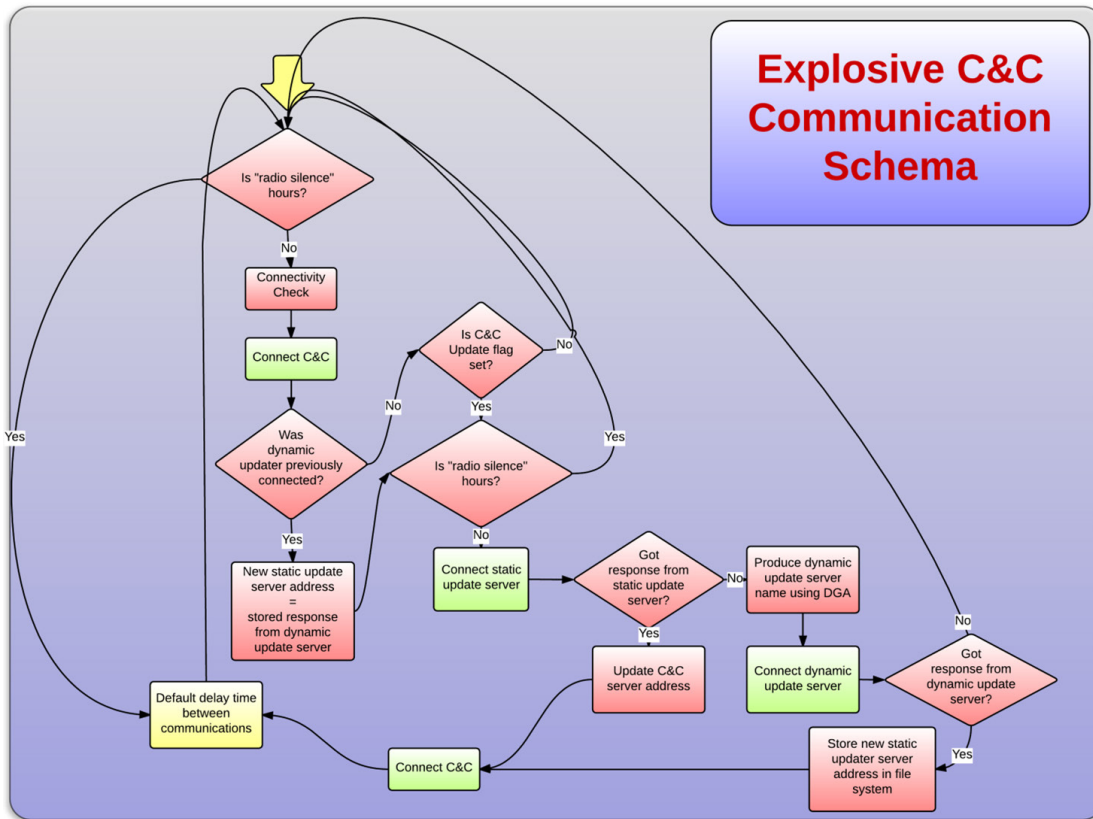 Explosive C&C
Communication
Schema
Is "radio silence"
hours?
No
Yes
Connectivity
Check
Connect C&C
Was
dynamic
updater previously
connected?
No
Yes
Is C&C
Update flag
set?
No
Yes
New static update
server address
=
stored response
from dynamic
update server
Is "radio silence"
hours?
Yes
No
Connect static
update server
Got
response from
static update
server?
No
Yes
Produce dynamic
update server
name using DGA
Connect dynamic
update server
Update C&C
server address
Got
response from
dynamic update
server?
No
Yes
Store new static
updater server
address in file
system
Connect C&C
Default delay time
between
communications